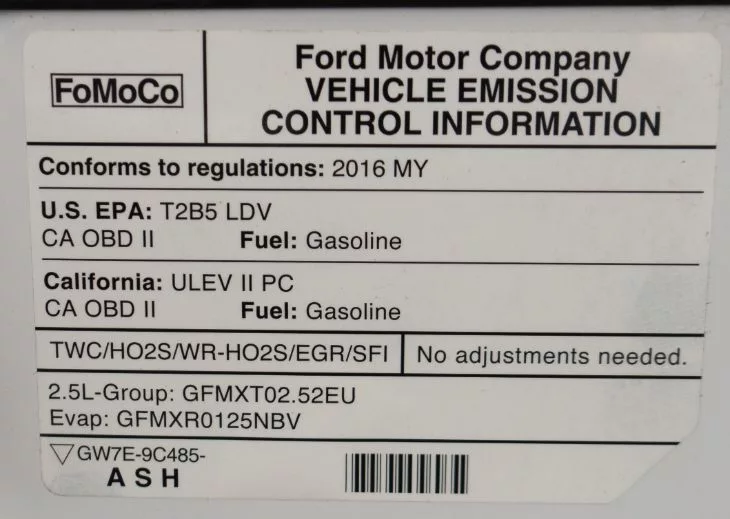 FoMoCo
Ford Motor Company
VEHICLE EMISSION
CONTROL INFORMATION
Conforms to regulations: 2016 MY
U.S. EPA: T2B5 LDV
CA OBD II Fuel: Gasoline
California: ULEV II PC
CA OBD II Fuel: Gasoline
TWC/HO2S/WR-HO2S/EGR/SFI No adjustments needed.
2.5L-Group: GFMXT02.52EU
Evap: GFMXR0125NBV
GW7E-9C485-
ASH